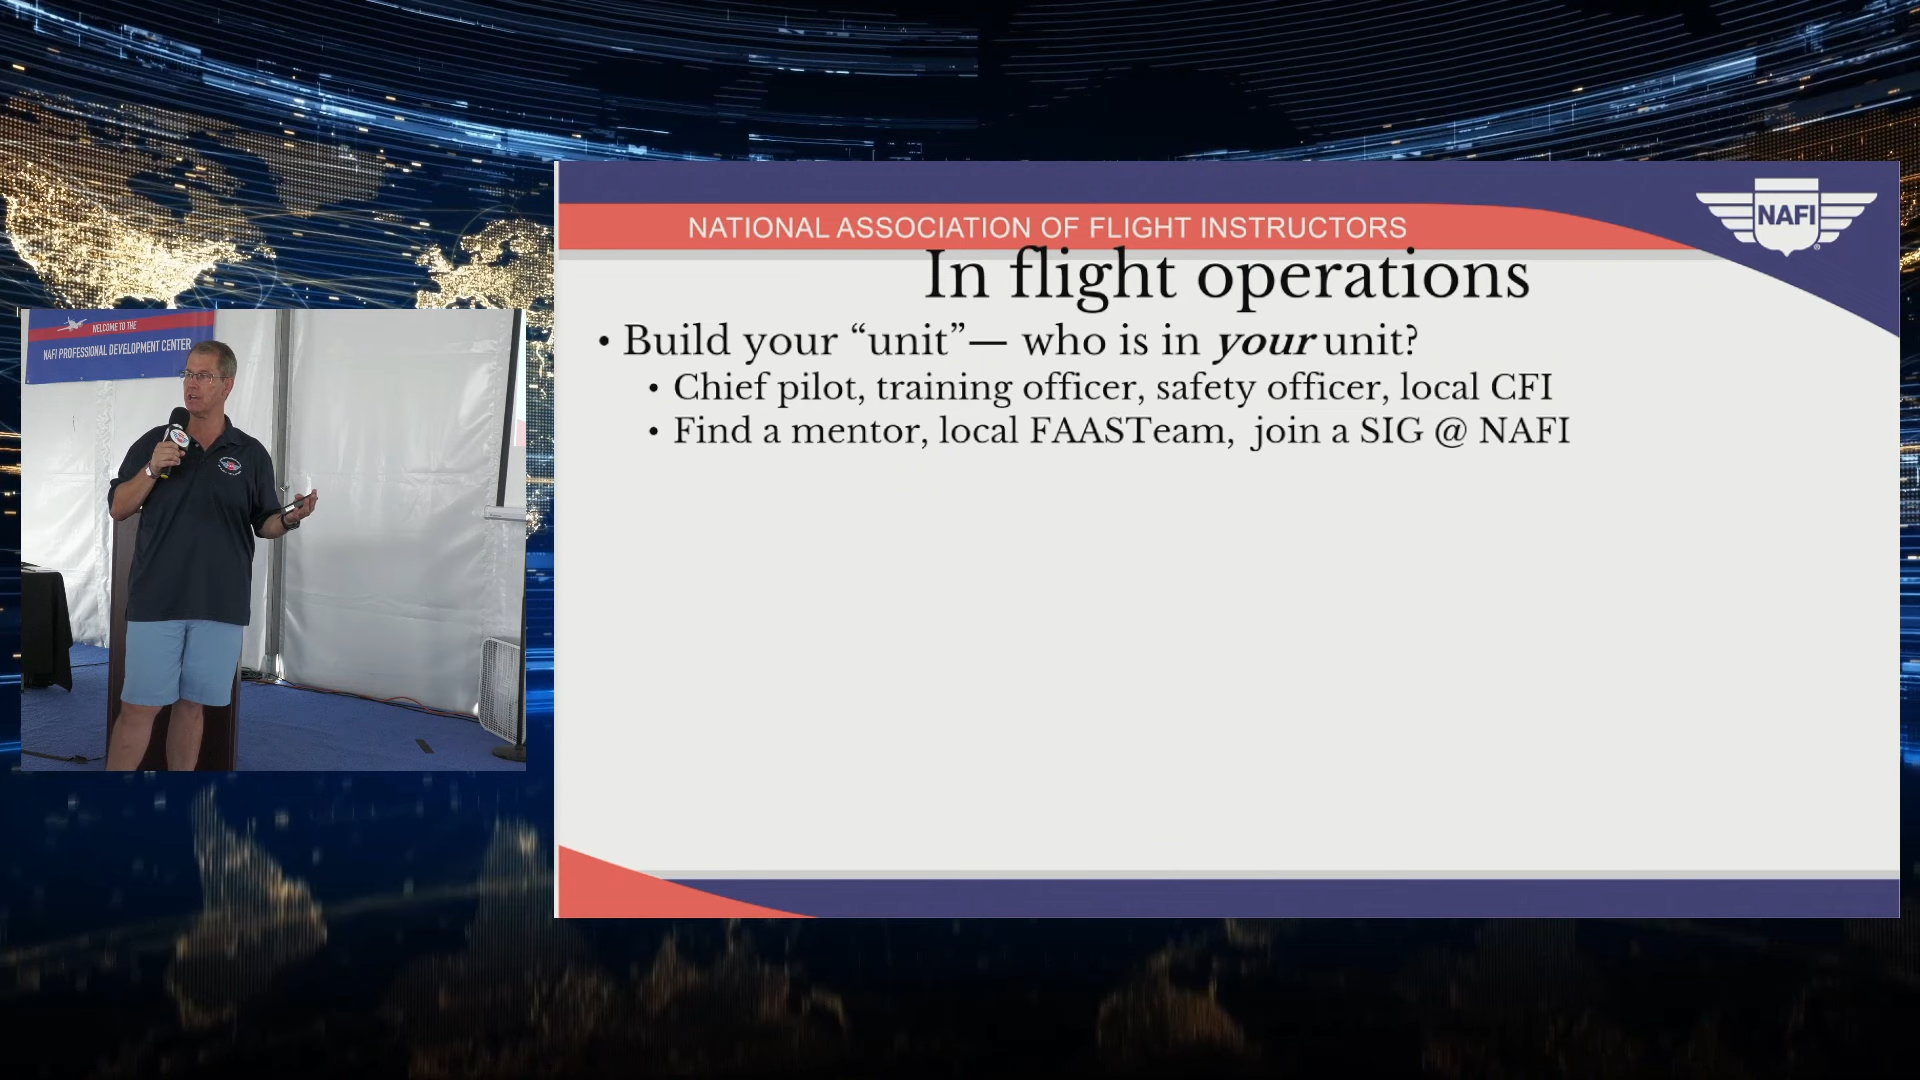 WELCOME TO THE
NAFI PROFESSIONAL DEVELOPMENT CENTER
NATIONAL ASSOCIATION OF FLIGHT INSTRUCTORS
NAFI
In flight operations
• Build your “unit”— who is in your unit?
• Chief pilot, training officer, safety officer, local CFI
• Find a mentor, local FAASTeam, join a SIG @ NAFI